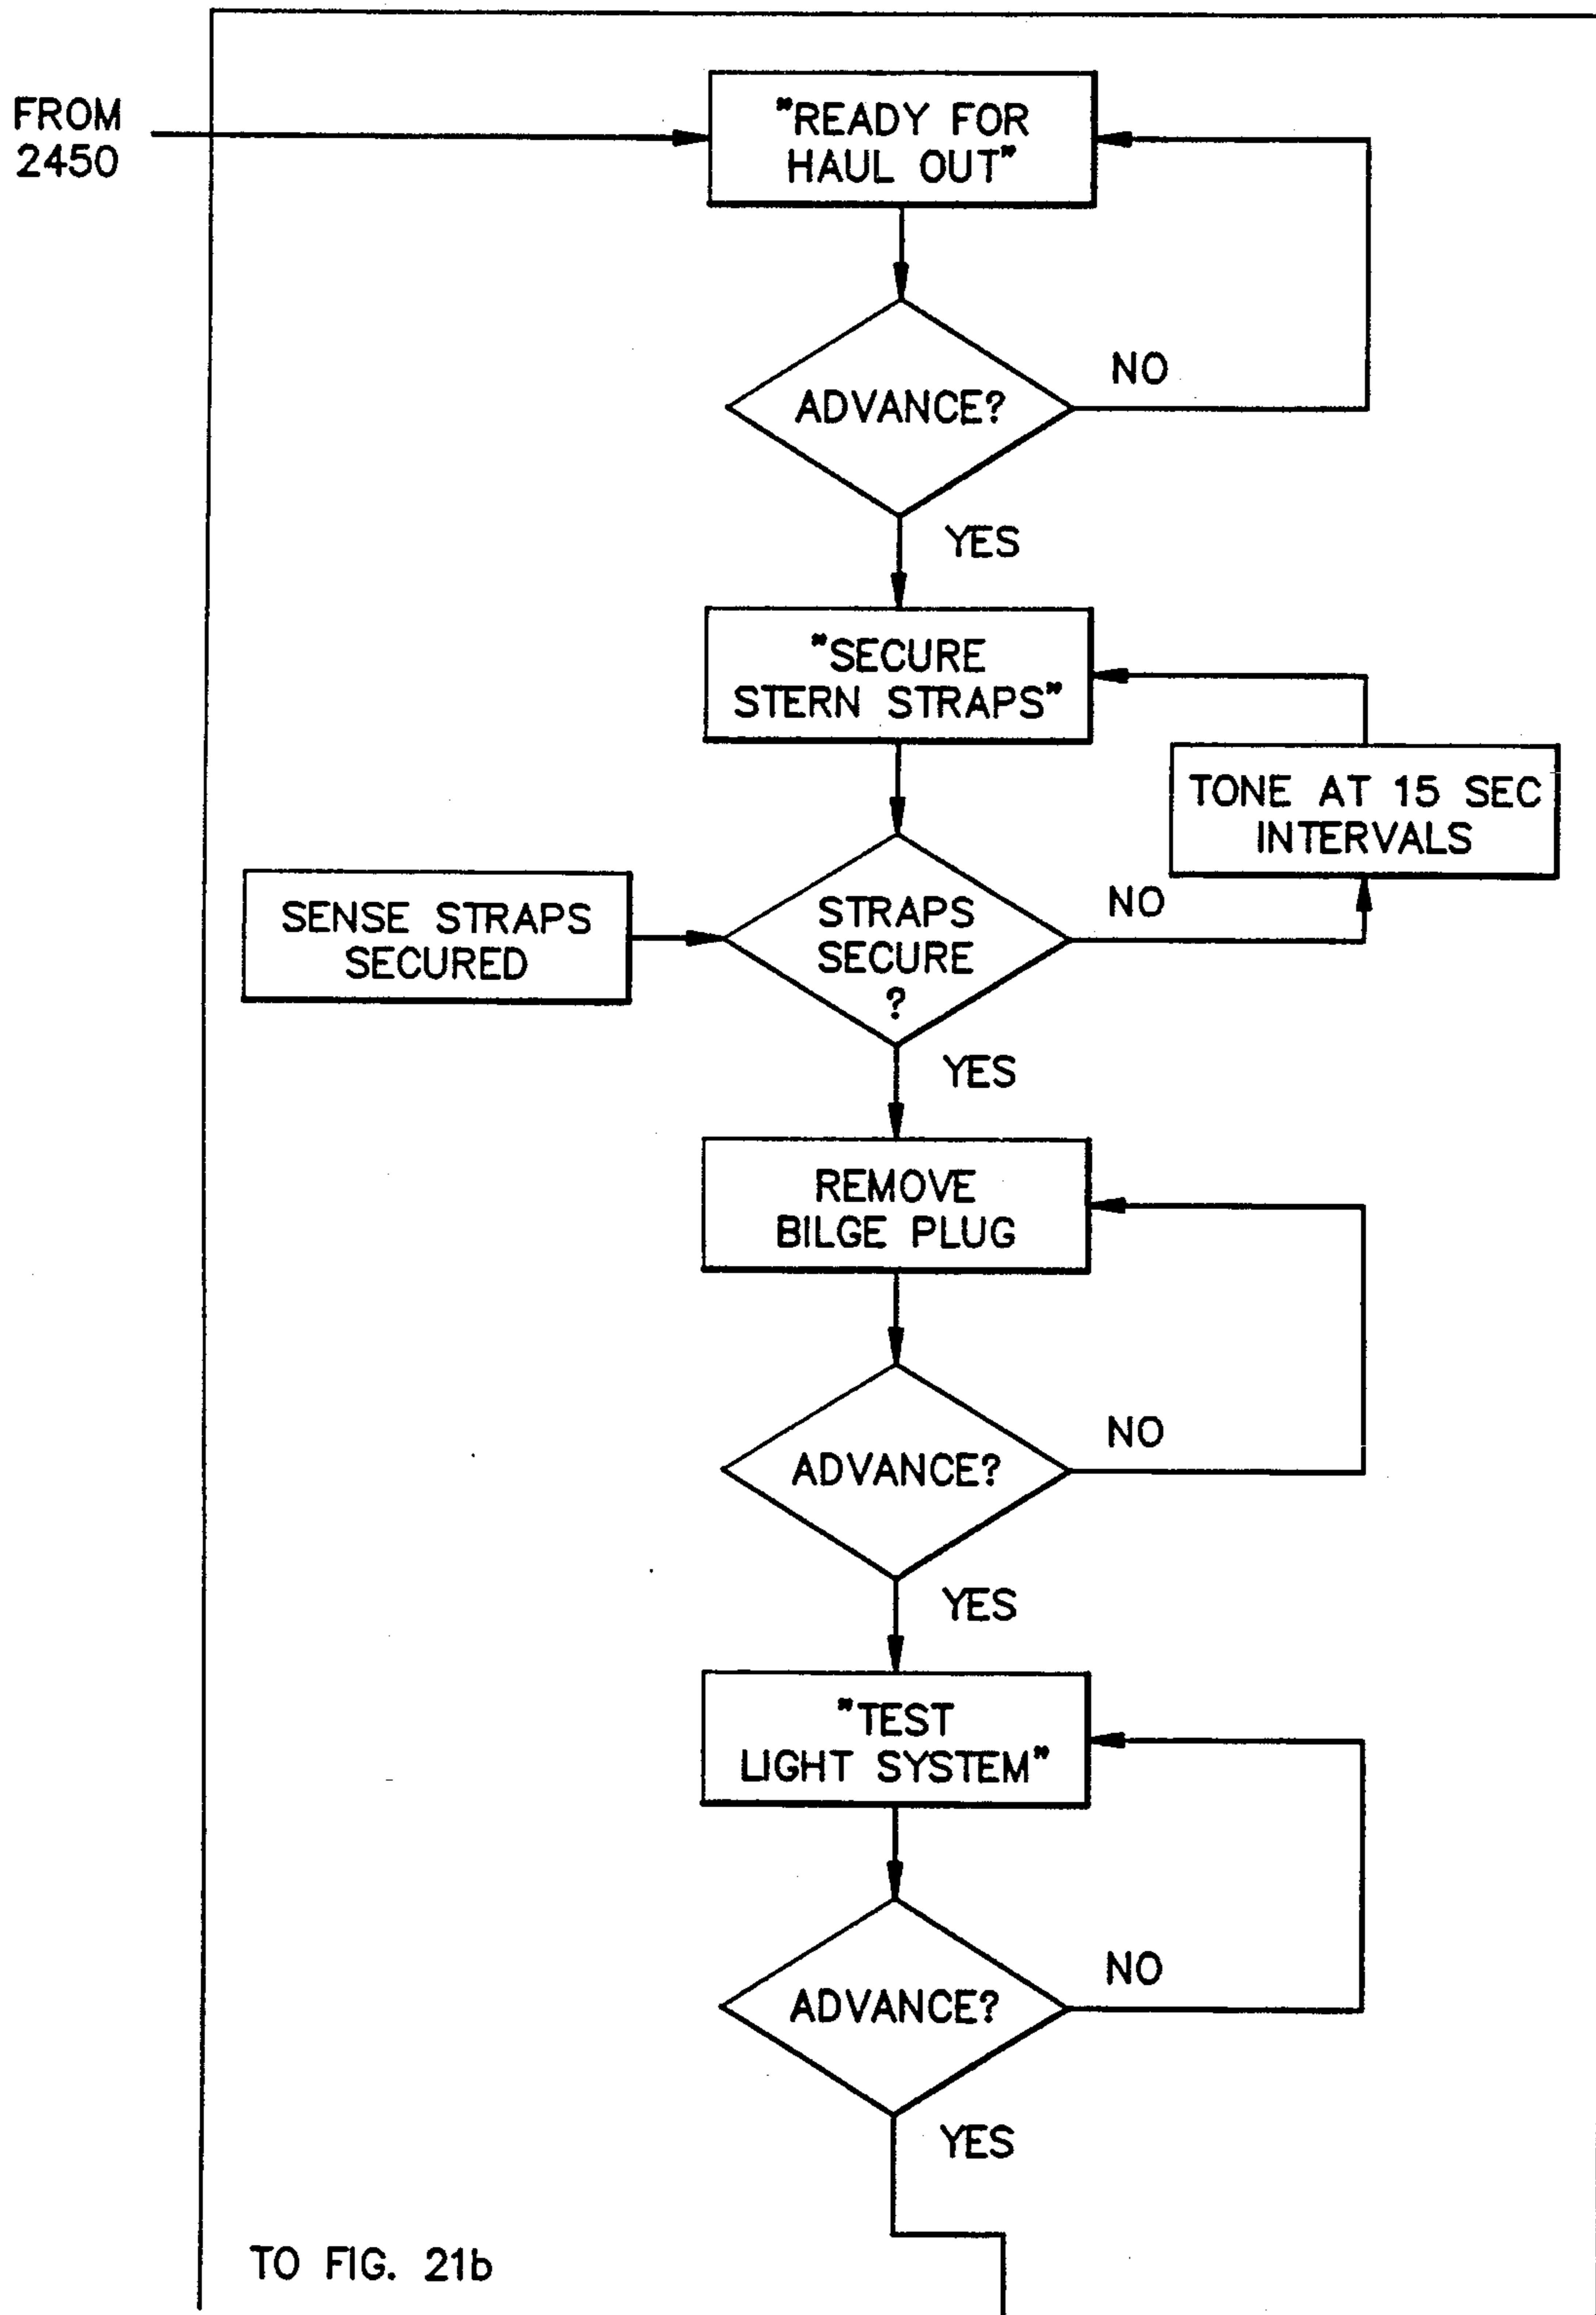 FROM
2450
"READY FOR
HAUL OUT"
ADVANCE?
NO
YES
"SECURE
STERN STRAPS"
TONE AT 15 SEC
INTERVALS
SENSE STRAPS
SECURED
STRAPS
SECURE
?
NO
YES
REMOVE
BILGE PLUG
ADVANCE?
NO
YES
"TEST
LIGHT SYSTEM"
ADVANCE?
NO
YES
TO FIG. 21b